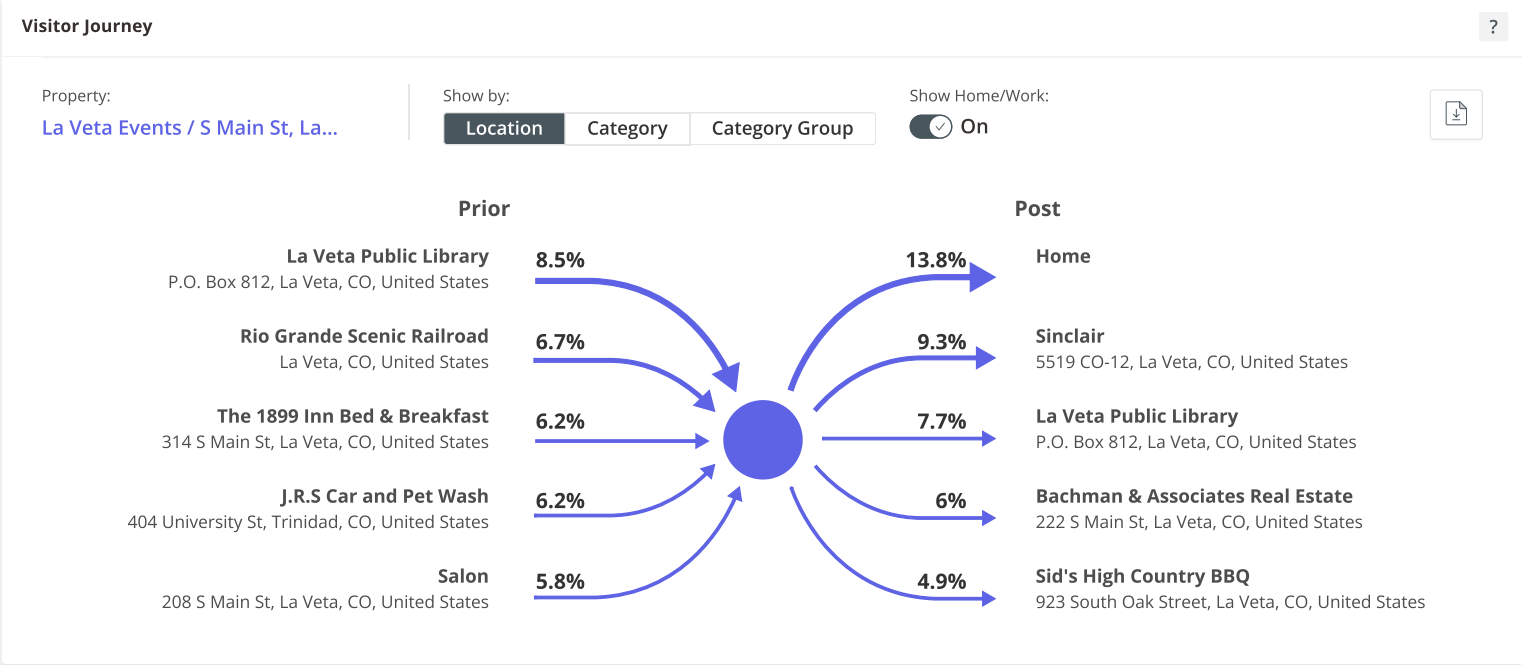 Visitor Journey
?
Property:
La Veta Events / S Main St, La...
Show by:
Location
Category
Category Group
Show Home/Work:
On
Prior
La Veta Public Library
P.O. Box 812, La Veta, CO, United States
8.5%
Rio Grande Scenic Railroad
La Veta, CO, United States
6.7%
The 1899 Inn Bed & Breakfast
314 S Main St, La Veta, CO, United States
6.2%
J.R.S Car and Pet Wash
404 University St, Trinidad, CO, United States
6.2%
Salon
208 S Main St, La Veta, CO, United States
5.8%
Post
13.8%
Home
9.3%
Sinclair
5519 CO-12, La Veta, CO, United States
7.7%
La Veta Public Library
P.O. Box 812, La Veta, CO, United States
6%
Bachman & Associates Real Estate
222 S Main St, La Veta, CO, United States
4.9%
Sid's High Country BBQ
923 South Oak Street, La Veta, CO, United States